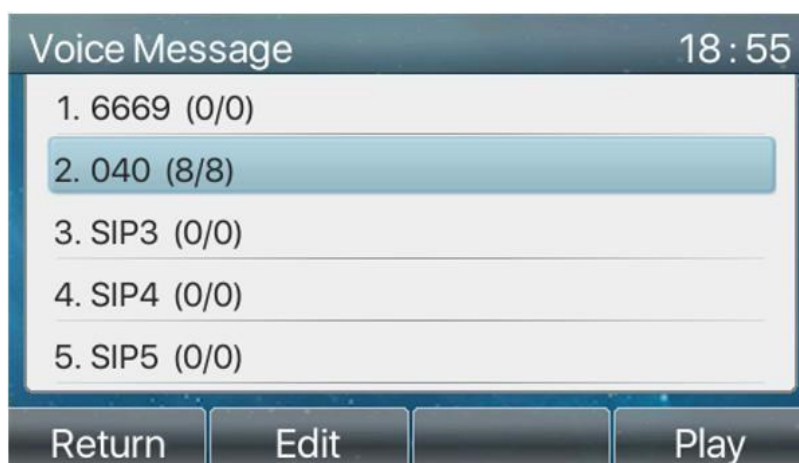 Voice Message 18:55
1. 6669 (0/0)
2. 040 (8/8)
3. SIP3 (0/0)
4. SIP4 (0/0)
5. SIP5 (0/0)
Return Edit Play